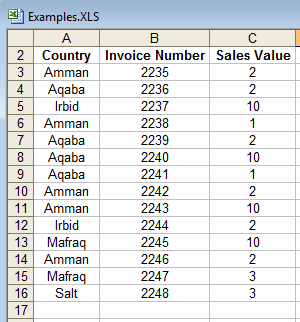 Examples.XLS
A B C
2 Country Invoice Number Sales Value
3 Amman 2235 2
4 Aqaba 2236 2
5 Irbid 2237 10
6 Amman 2238 1
7 Aqaba 2239 2
8 Aqaba 2240 10
9 Aqaba 2241 1
10 Amman 2242 2
11 Amman 2243 10
12 Irbid 2244 2
13 Mafraq 2245 10
14 Amman 2246 2
15 Mafraq 2247 3
16 Salt 2248 3
17